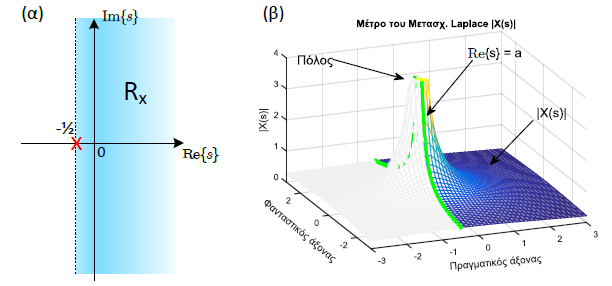 (α)
Im{s}
Rx
-½
x
0
Re{s}
(β)
Μέτρο του Μετασχ. Laplace |X(s)|
Πόλος
Re{s} = a
|X(s)|
|X(s)|
4
3
2
1
0
2
0
-2
Φανταστικός άξονας
-3
-2
-1
0
1
2
3
Πραγματικός άξονας